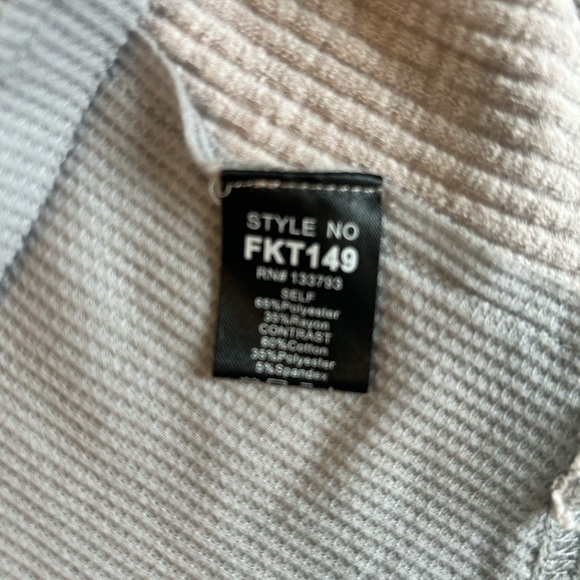 STYLE NO
FKT149
RN# 133793
SELF
65%Polyester
35%Rayon
CONTRAST
60%Cotton
35%Polyester
5%Spandex